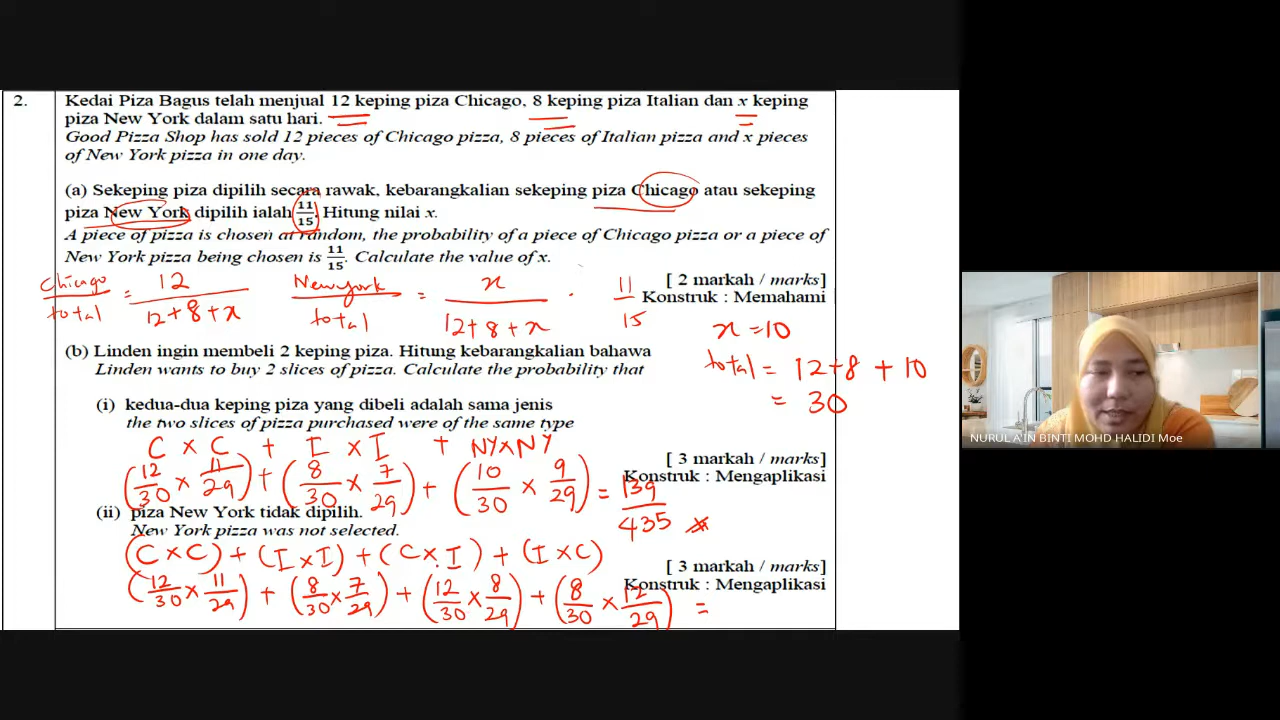 2.
Kedai Piza Bagus telah menjual 12 keping piza Chicago, 8 keping piza Italian dan x keping
piza New York dalam satu hari.
Good Pizza Shop has sold 12 pieces of Chicago pizza, 8 pieces of Italian pizza and x pieces
of New York pizza in one day.
(a) Sekeping piza dipilih secara rawak, kebarangkalian sekeping piza Chicago atau sekeping
piza New York dipilih ialah 11/15. Hitung nilai x.
A piece of pizza is chosen at random, the probability of a piece of Chicago pizza or a piece of
New York pizza being chosen is 11/15. Calculate the value of x.
[ 2 markah / marks]
Konstruk : Memahami
Chicago/total = 12/(12+8+x) New york/total = x/(12+8+x) . 11/15
x = 10
total = 12+8 + 10
= 30
(b) Linden ingin membeli 2 keping piza. Hitung kebarangkalian bahawa
Linden wants to buy 2 slices of pizza. Calculate the probability that
(i) kedua-dua keping piza yang dibeli adalah sama jenis
the two slices of pizza purchased were of the same type
C × C + I × I + NY × NY
[ 3 markah / marks]
Konstruk : Mengaplikasi
(12/30 × 11/29) + (8/30 × 7/29) + (10/30 × 9/29) = 139/435
(ii) piza New York tidak dipilih.
New York pizza was not selected.
(C × C) + (I × I) + (C × I) + (I × C)
[ 3 markah / marks]
Konstruk : Mengaplikasi
(12/30 × 11/29) + (8/30 × 7/29) + (12/30 × 8/29) + (8/30 × 12/29) =
NURUL A'IN BINTI MOHD HALIDI Moe